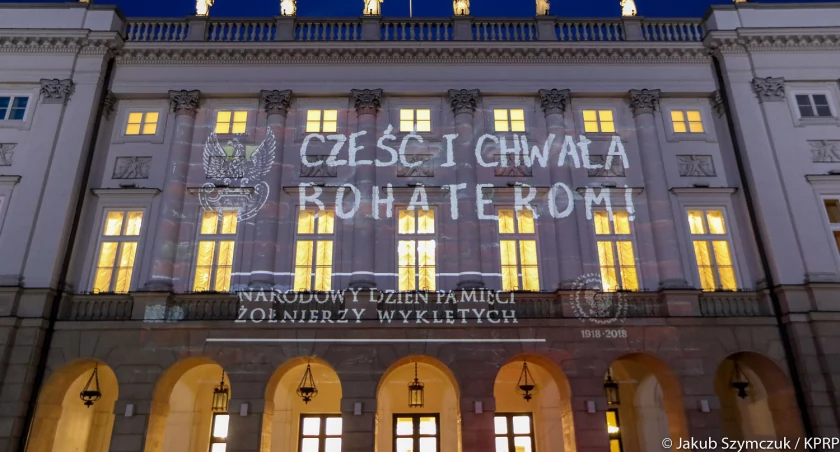 CZEŚĆ I CHWAŁA
BOHATEROM!
NARODOWY DZIEŃ PAMIĘCI
ŻOŁNIERZY WYKLĘTYCH
1918-2018
© Jakub Szymczuk / KPRP